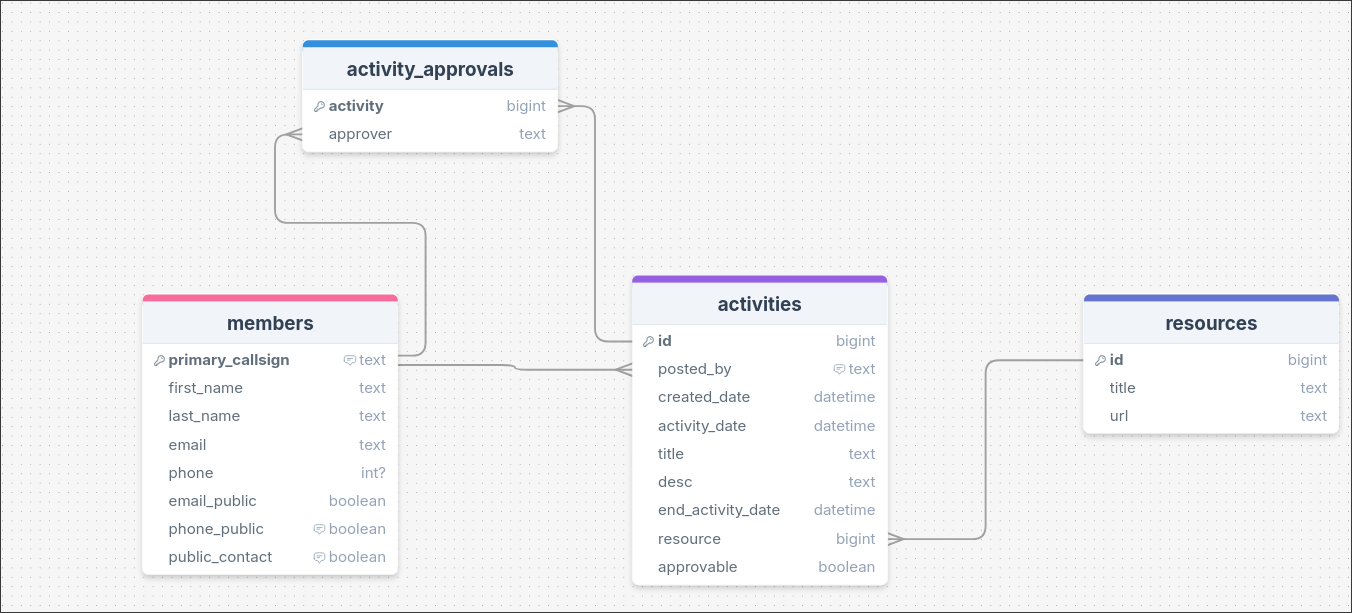 activity_approvals
activity bigint
approver text
members
primary_callsign text
first_name text
last_name text
email text
phone int?
email_public boolean
phone_public boolean
public_contact boolean
activities
id bigint
posted_by text
created_date datetime
activity_date datetime
title text
desc text
end_activity_date datetime
resource bigint
approvable boolean
resources
id bigint
title text
url text